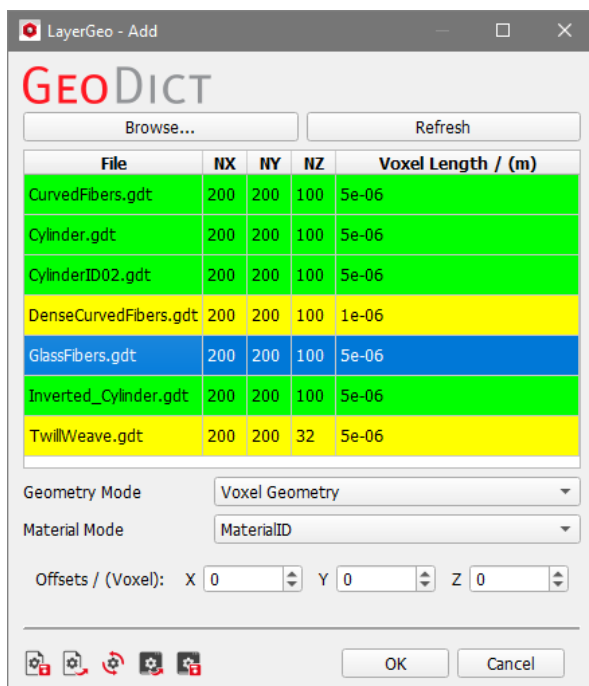 LayerGeo - Add
GEODICT
Browse... Refresh
File NX NY NZ Voxel Length / (m)
CurvedFibers.gdt 200 200 100 5e-06
Cylinder.gdt 200 200 100 5e-06
CylinderID02.gdt 200 200 100 5e-06
DenseCurvedFibers.gdt 200 200 100 1e-06
GlassFibers.gdt 200 200 100 5e-06
Inverted_Cylinder.gdt 200 200 100 5e-06
TwillWeave.gdt 200 200 32 5e-06
Geometry Mode Voxel Geometry
Material Mode MaterialID
Offsets / (Voxel): X 0 Y 0 Z 0
OK Cancel